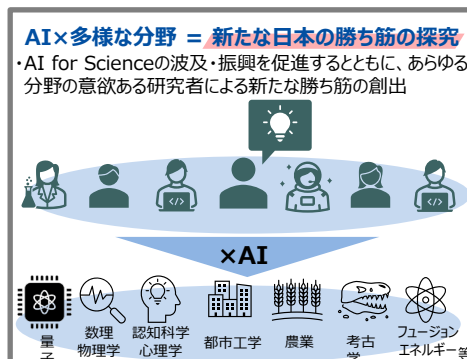 AI×多様な分野 = 新たな日本の勝ち筋の探究
・AI for Scienceの波及・振興を促進するとともに、あらゆる
分野の意欲ある研究者による新たな勝ち筋の創出
</>
</>
×AI
量子
数理
物理学
認知科学
心理学
都市工学
農業
考古
学
フュージョン
エネルギー等